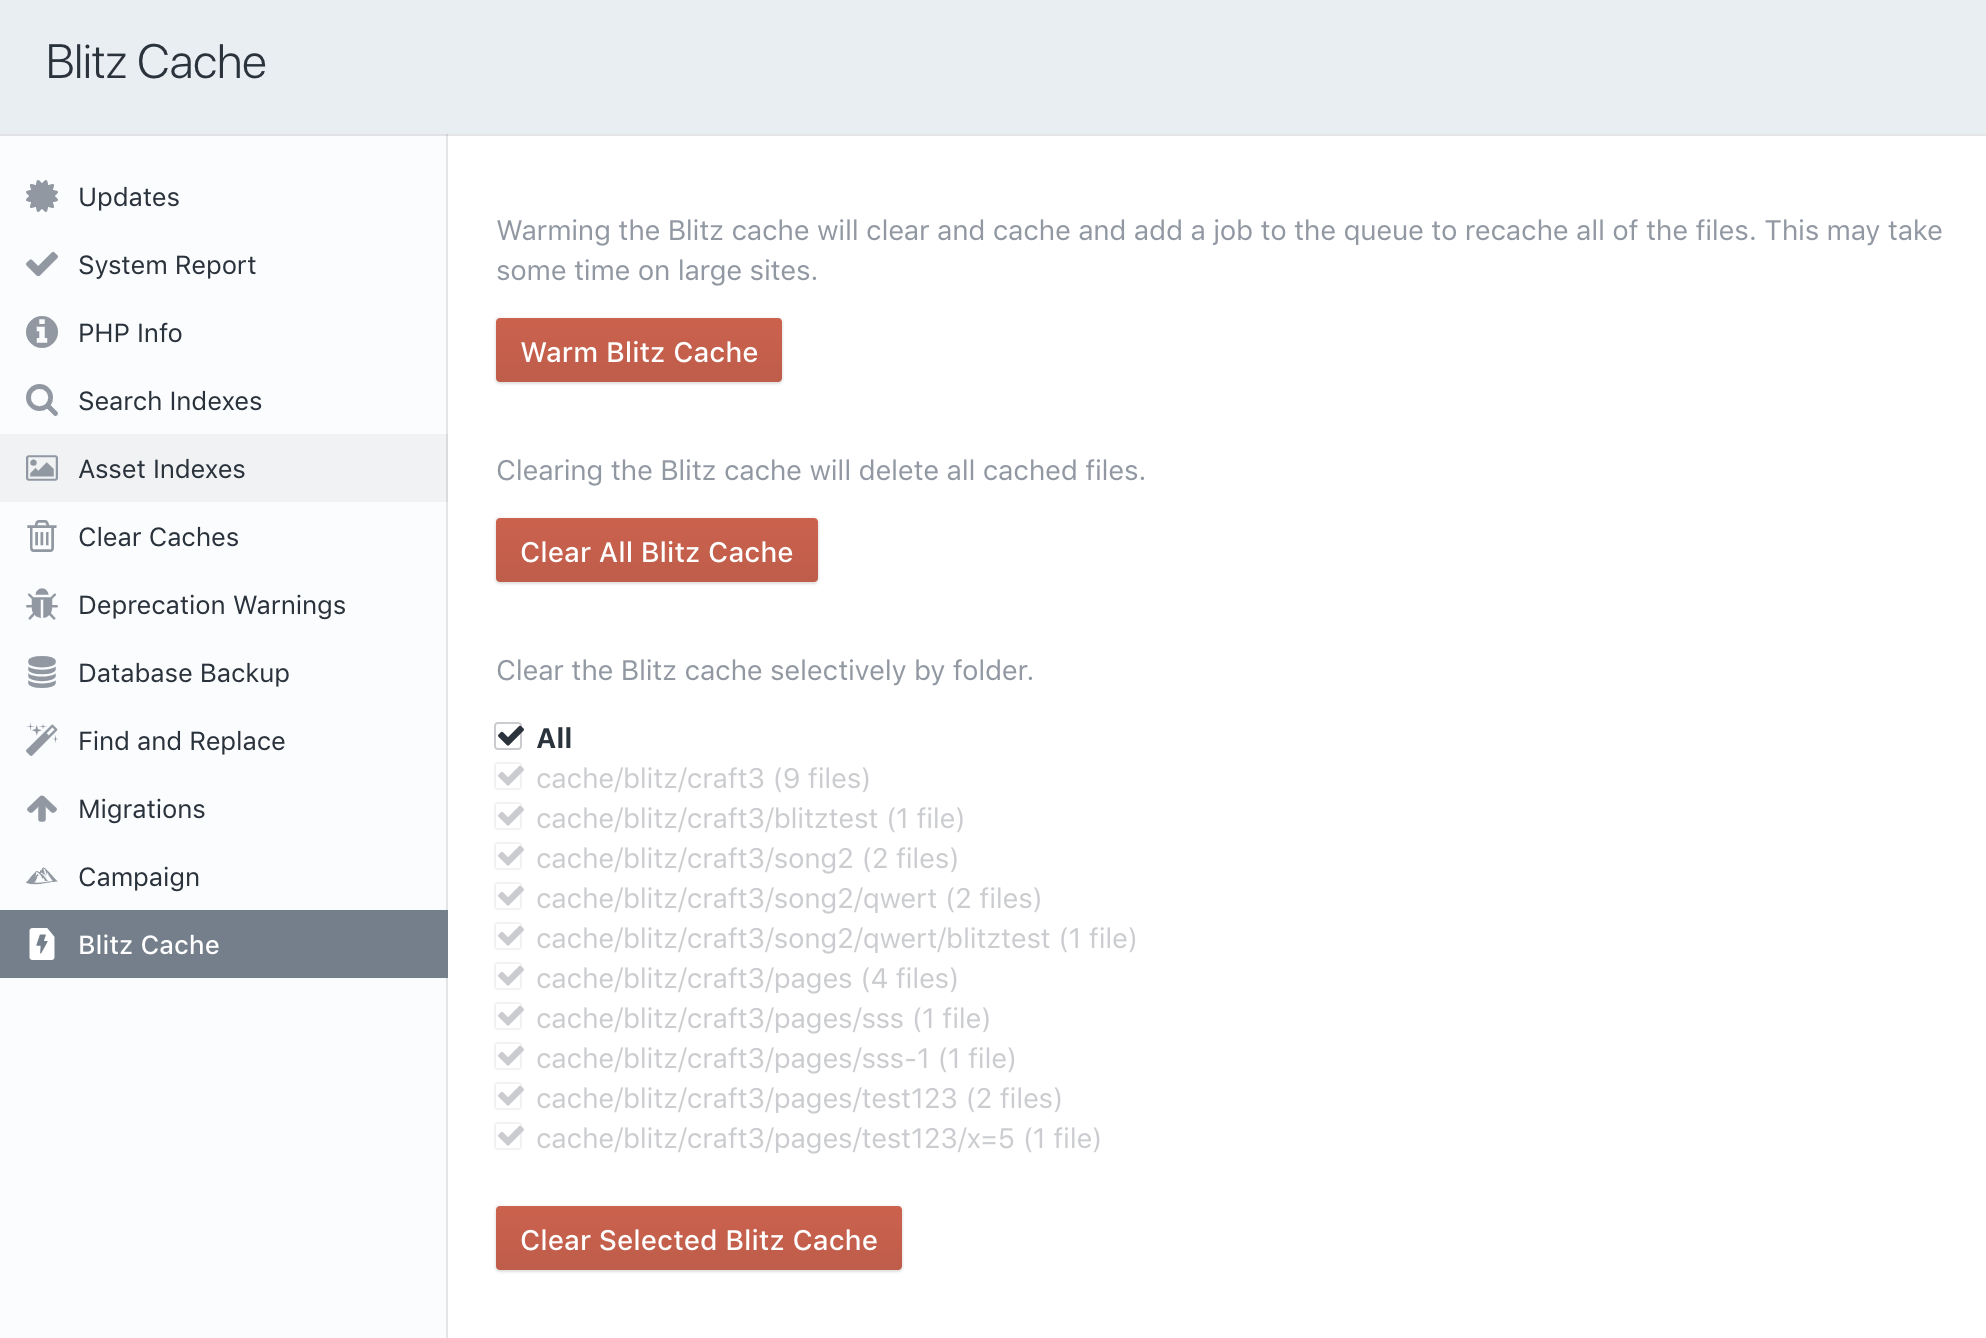 Blitz Cache
Updates
System Report
PHP Info
Search Indexes
Asset Indexes
Clear Caches
Deprecation Warnings
Database Backup
Find and Replace
Migrations
Campaign
Blitz Cache
Warming the Blitz cache will clear and cache and add a job to the queue to recache all of the files. This may take
some time on large sites.
Warm Blitz Cache
Clearing the Blitz cache will delete all cached files.
Clear All Blitz Cache
Clear the Blitz cache selectively by folder.
All
cache/blitz/craft3 (9 files)
cache/blitz/craft3/blitztest (1 file)
cache/blitz/craft3/song2 (2 files)
cache/blitz/craft3/song2/qwert (2 files)
cache/blitz/craft3/song2/qwert/blitztest (1 file)
cache/blitz/craft3/pages (4 files)
cache/blitz/craft3/pages/sss (1 file)
cache/blitz/craft3/pages/sss-1 (1 file)
cache/blitz/craft3/pages/test123 (2 files)
cache/blitz/craft3/pages/test123/x=5 (1 file)
Clear Selected Blitz Cache